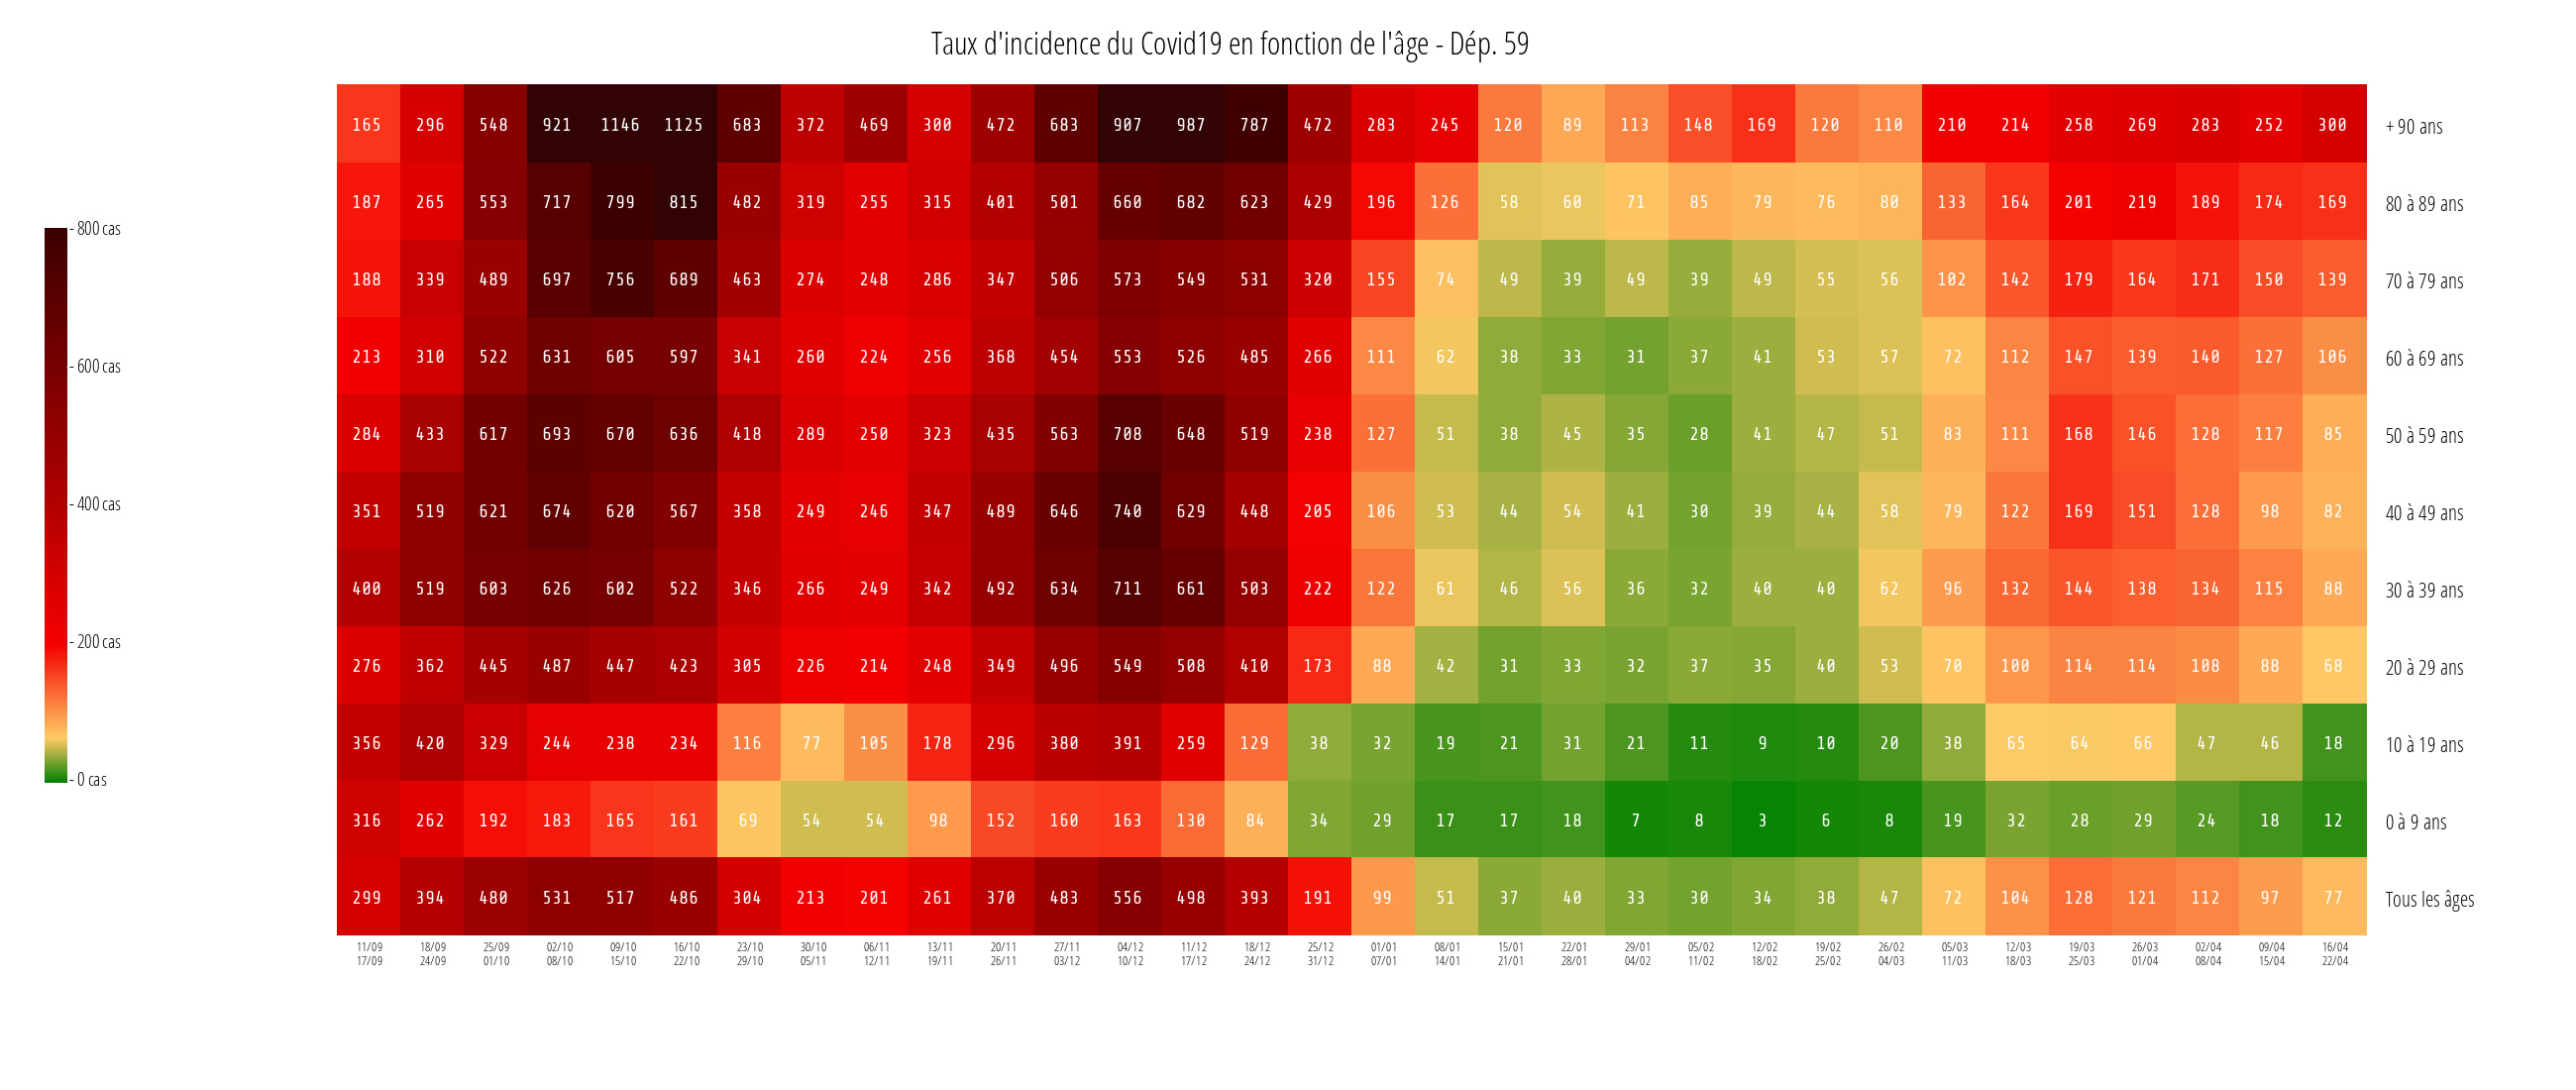 Taux d'incidence du Covid19 en fonction de l'âge - Dép. 59
165 296 548 921 1146 1125 683 372 469 300 472 683 907 987 787 472 283 245 120 89 113 148 169 120 110 210 214 258 269 283 252 300 + 90 ans
187 265 553 717 799 815 482 319 255 315 401 501 660 682 623 429 196 126 58 60 71 85 79 76 80 133 164 201 219 189 174 169 80 à 89 ans
- 800 cas
188 339 489 697 756 689 463 274 248 286 347 506 573 549 531 320 155 74 49 39 49 39 49 55 56 102 142 179 164 171 150 139 70 à 79 ans
213 310 522 631 605 597 341 260 224 256 368 454 553 526 485 266 111 62 38 33 31 37 41 53 57 72 112 147 139 140 127 106 60 à 69 ans
- 600 cas
284 433 617 693 670 636 418 289 250 323 435 563 708 648 519 238 127 51 38 45 35 28 41 47 51 83 111 168 146 128 117 85 50 à 59 ans
- 400 cas
351 519 621 674 620 567 358 249 246 347 489 646 740 629 448 205 106 53 44 54 41 30 39 44 58 79 122 169 151 128 98 82 40 à 49 ans
400 519 603 626 602 522 346 266 249 342 492 634 711 661 503 222 122 61 46 56 36 32 40 40 62 96 132 144 138 134 115 88 30 à 39 ans
- 200 cas
276 362 445 487 447 423 305 226 214 248 349 496 549 508 410 173 88 42 31 33 32 37 35 40 53 70 100 114 114 108 88 68 20 à 29 ans
356 420 329 244 238 234 116 77 105 178 296 380 391 259 129 38 32 19 21 31 21 11 9 10 20 38 65 64 66 47 46 18 10 à 19 ans
- 0 cas
316 262 192 183 165 161 69 54 54 98 152 160 163 130 84 34 29 17 17 18 7 8 3 6 8 19 32 28 29 24 18 12 0 à 9 ans
299 394 480 531 517 486 304 213 201 261 370 483 556 498 393 191 99 51 37 40 33 30 34 38 47 72 104 128 121 112 97 77 Tous les âges
11/09 18/09 25/09 02/10 09/10 16/10 23/10 30/10 06/11 13/11 20/11 27/11 04/12 11/12 18/12 25/12 01/01 08/01 15/01 22/01 29/01 05/02 12/02 19/02 26/02 05/03 12/03 19/03 26/03 02/04 09/04 16/04
17/09 24/09 01/10 08/10 15/10 22/10 29/10 05/11 12/11 19/11 26/11 03/12 10/12 17/12 24/12 31/12 07/01 14/01 21/01 28/01 04/02 11/02 18/02 25/02 04/03 11/03 18/03 25/03 01/04 08/04 15/04 22/04